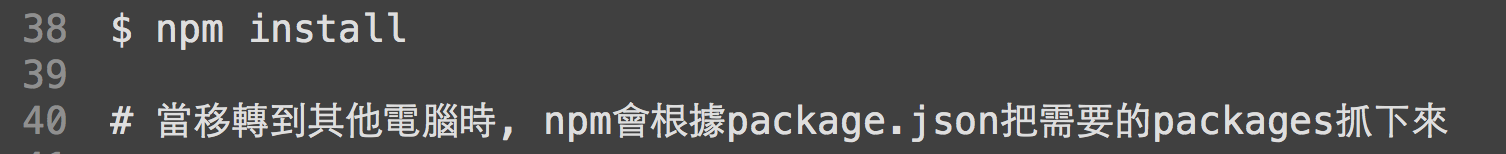 38 $ npm install
39
40 # 當移轉到其他電腦時, npm會根據package.json把需要的packages抓下來